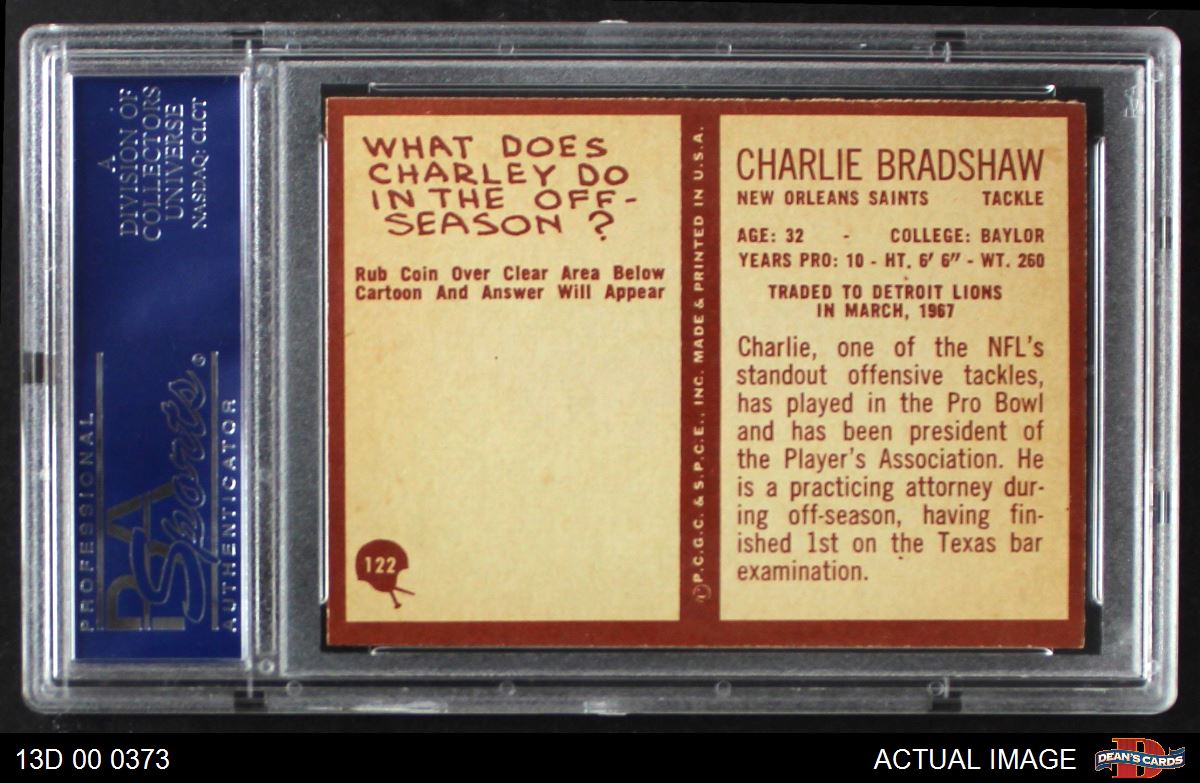 A
DIVISION OF
COLLECTORS
UNIVERSE
NASDAQ: CLCT
PROFESSIONAL
PSA
Sports
AUTHENTICATOR
WHAT DOES
CHARLEY DO
IN THE OFF-
SEASON ?
Rub Coin Over Clear Area Below
Cartoon And Answer Will Appear
122
©P.C.G.C. & S.P.C.E., INC. MADE & PRINTED IN U.S.A.
CHARLIE BRADSHAW
NEW ORLEANS SAINTS TACKLE
AGE: 32 - COLLEGE: BAYLOR
YEARS PRO: 10 - HT. 6' 6" - WT. 260
TRADED TO DETROIT LIONS
IN MARCH, 1967
Charlie, one of the NFL's
standout offensive tackles,
has played in the Pro Bowl
and has been president of
the Player's Association. He
is a practicing attorney dur-
ing off-season, having fin-
ished 1st on the Texas bar
examination.
13D 00 0373
ACTUAL IMAGE
D
DEAN'S CARDS